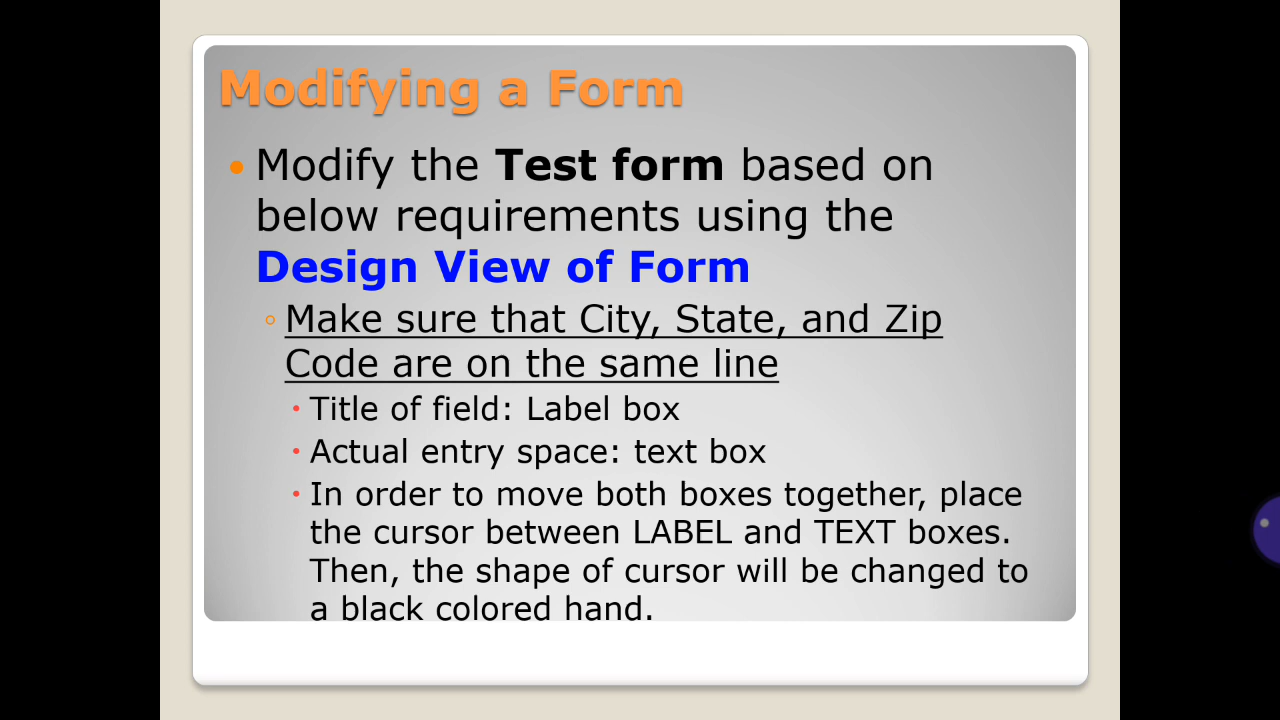 Modifying a Form
Modify the Test form based on
below requirements using the
Design View of Form
Make sure that City, State, and Zip
Code are on the same line
Title of field: Label box
Actual entry space: text box
In order to move both boxes together, place
the cursor between LABEL and TEXT boxes.
Then, the shape of cursor will be changed to
a black colored hand.